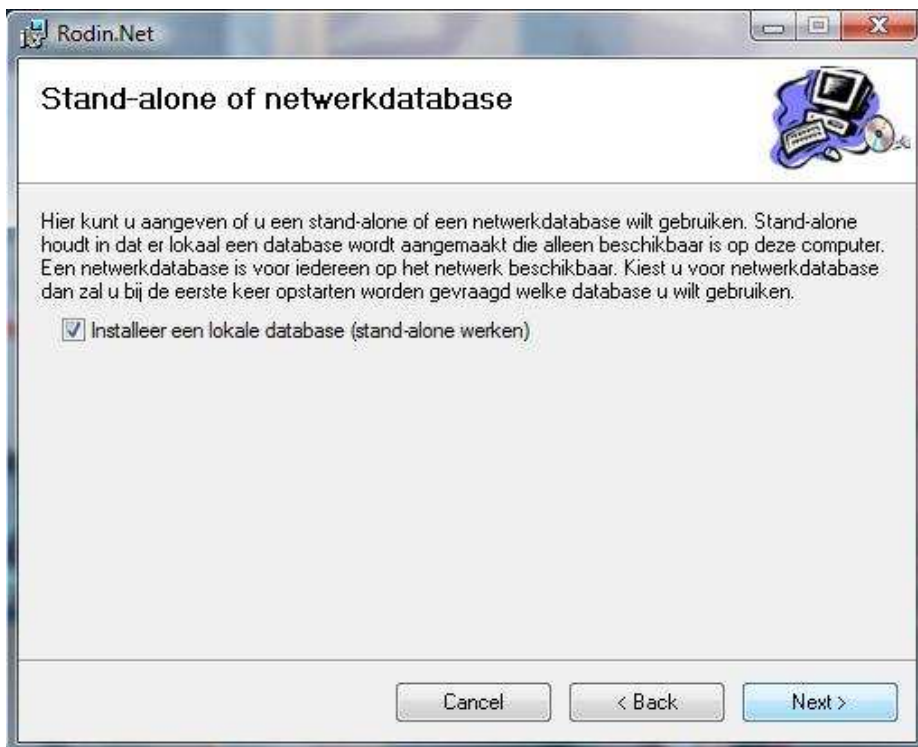 Rodin.Net
Stand-alone of netwerkdatabase
Hier kunt u aangeven of u een stand-alone of een netwerkdatabase wilt gebruiken. Stand-alone
houdt in dat er lokaal een database wordt aangemaakt die alleen beschikbaar is op deze computer.
Een netwerkdatabase is voor iedereen op het netwerk beschikbaar. Kiest u voor netwerkdatabase
dan zal u bij de eerste keer opstarten worden gevraagd welke database u wilt gebruiken.
Installeer een lokale database (stand-alone werken)
Cancel
< Back
Next >